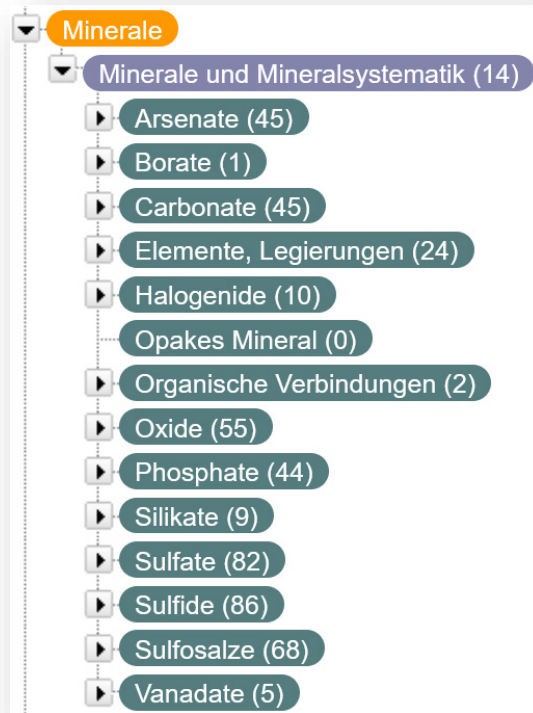 Minerale
Minerale und Mineralsystematik (14)
Arsenate (45)
Borate (1)
Carbonate (45)
Elemente, Legierungen (24)
Halogenide (10)
Opakes Mineral (0)
Organische Verbindungen (2)
Oxide (55)
Phosphate (44)
Silikate (9)
Sulfate (82)
Sulfide (86)
Sulfosalze (68)
Vanadate (5)